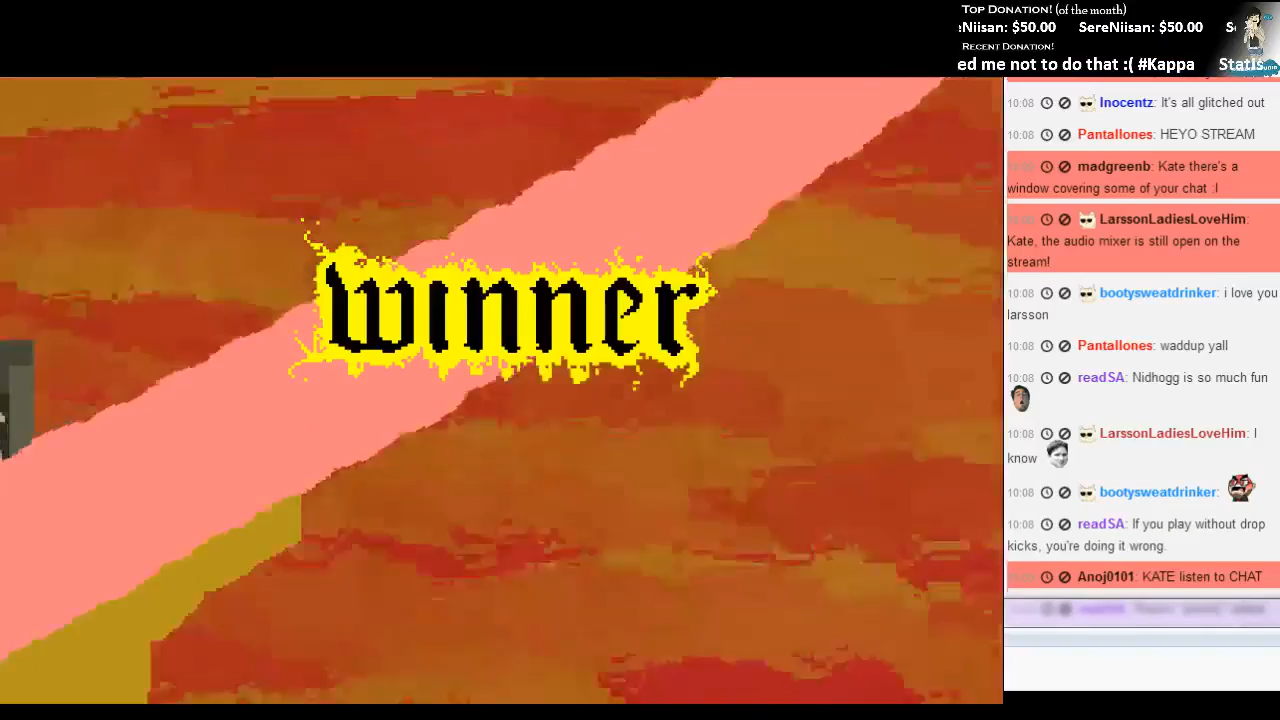 TOP DONATION! (of the month)
eNiisan: $50.00 SereNiisan: $50.00 S
RECENT DONATION!
ed me not to do that :( #Kappa Statis
10:08 Inocentz: It's all glitched out
10:08 Pantallones: HEYO STREAM
madgreenb: Kate there's a
window covering some of your chat :l
LarssonLadiesLoveHim:
Kate, the audio mixer is still open on the
stream!
10:08 bootysweatdrinker: i love you
larsson
10:08 Pantallones: waddup yall
10:08 readSA: Nidhogg is so much fun
10:08 LarssonLadiesLoveHim: I
know
10:08 bootysweatdrinker:
10:08 readSA: If you play without drop
kicks, you're doing it wrong.
Anoj0101: KATE listen to CHAT
winner